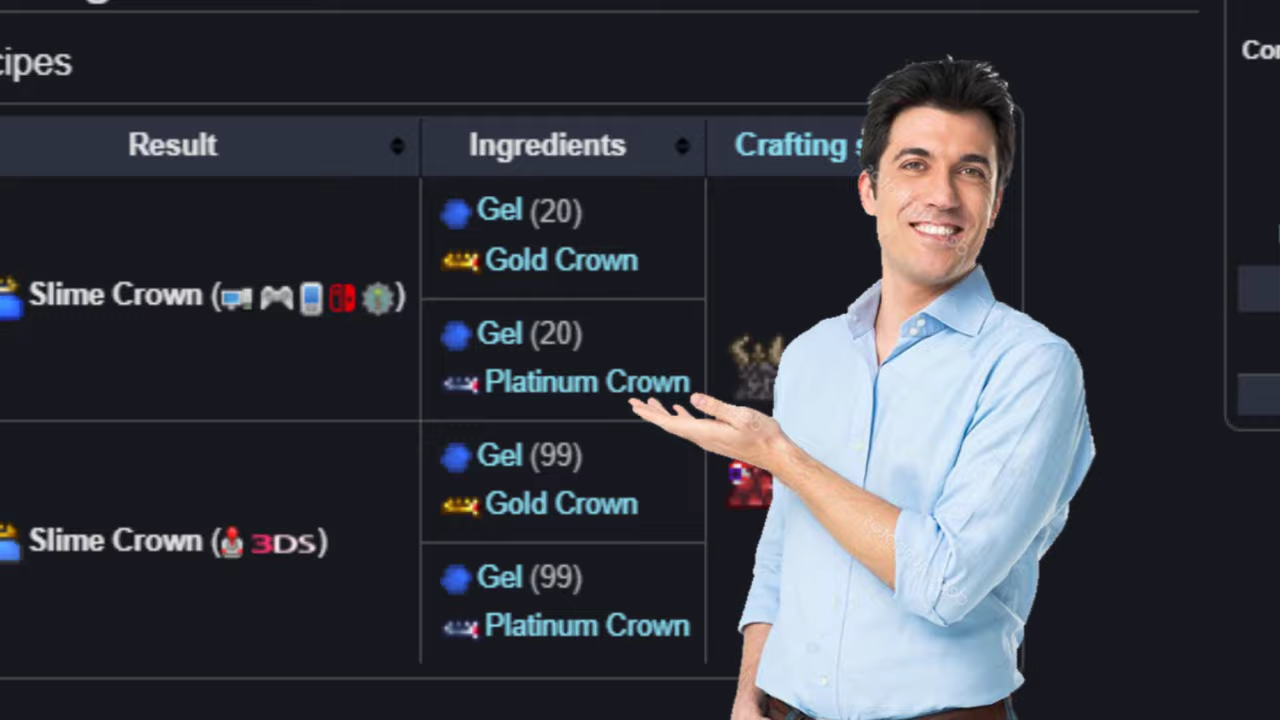 cipes
Result
Ingredients
Crafting
Slime Crown ( )
Gel (20)
Gold Crown
Gel (20)
Platinum Crown
Slime Crown ( 3DS)
Gel (99)
Gold Crown
Gel (99)
Platinum Crown